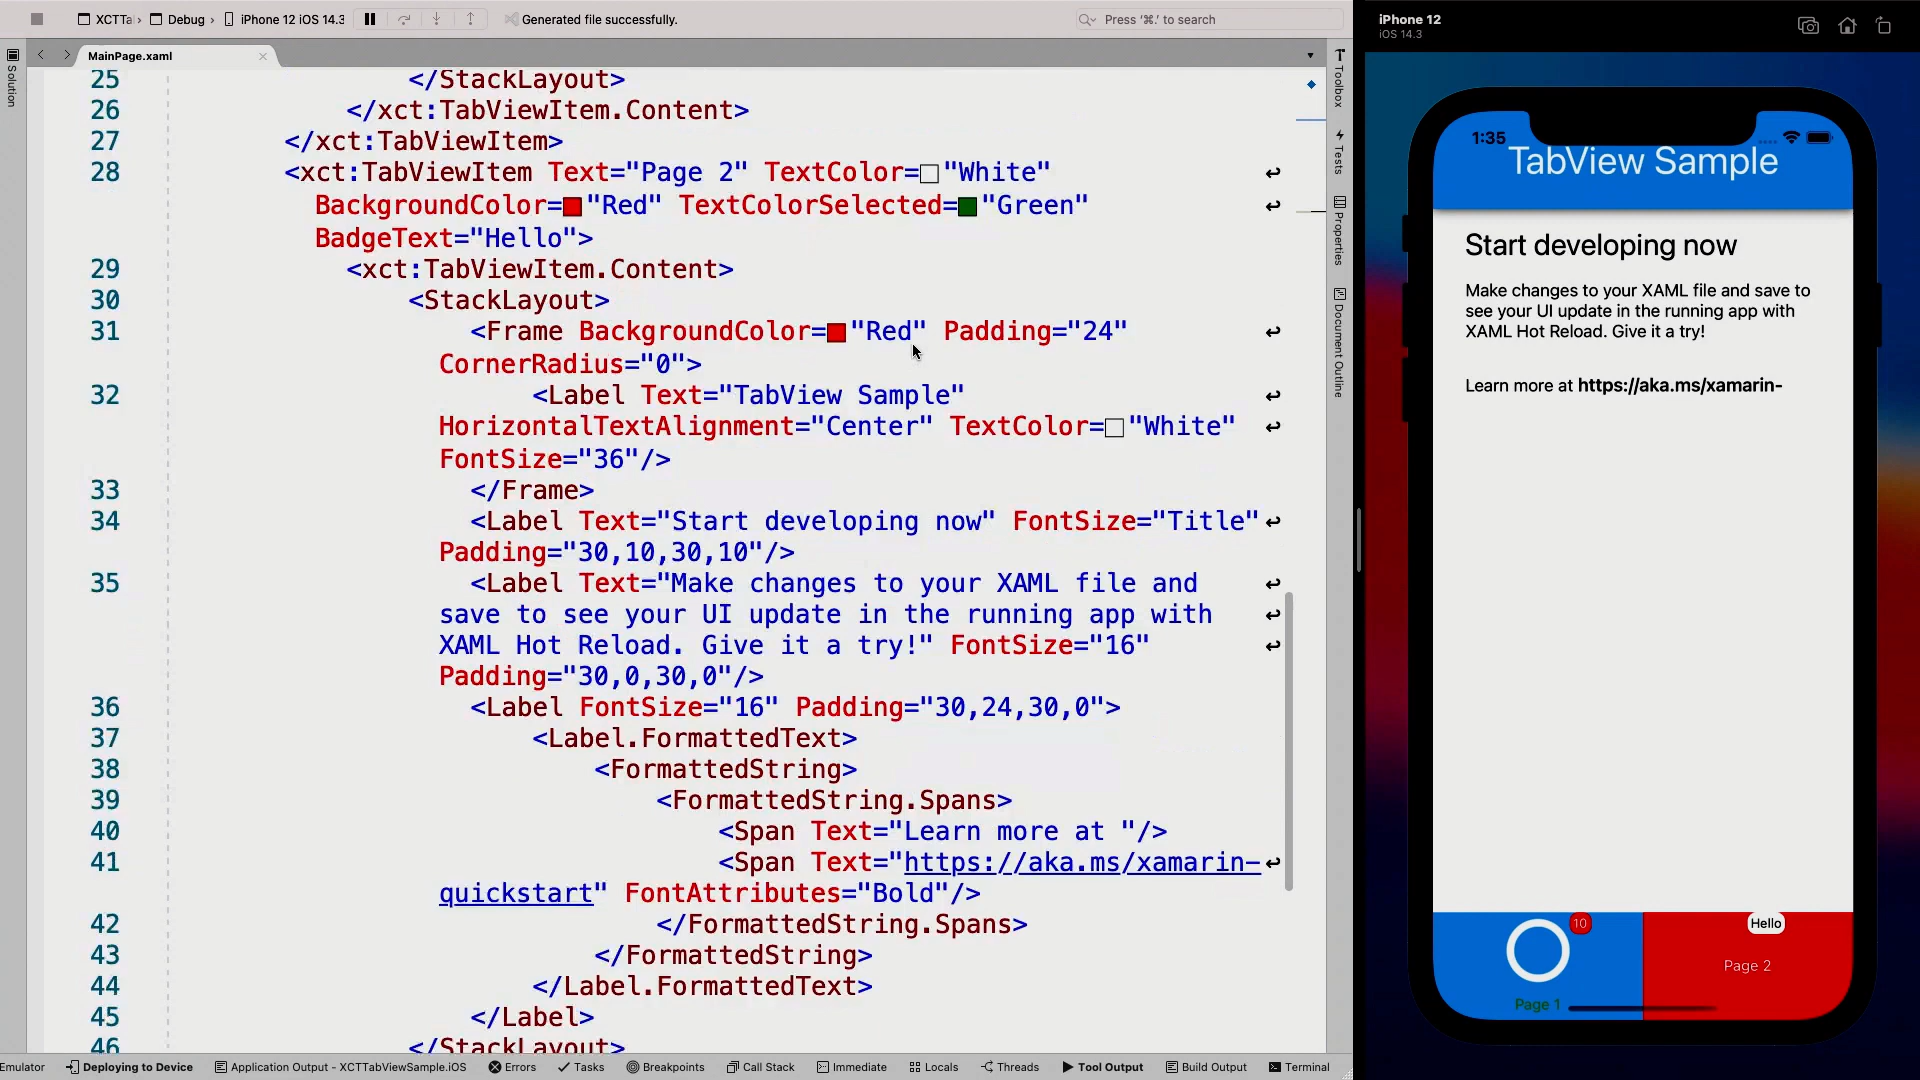 XCTTa
Debug
iPhone 12 iOS 14.3
Generated file successfully.
Press '⌘.' to search
MainPage.xaml
Solution
25 </StackLayout>
26 </xct:TabViewItem.Content>
27 </xct:TabViewItem>
28 <xct:TabViewItem Text="Page 2" TextColor="White"
BackgroundColor="Red" TextColorSelected="Green"
BadgeText="Hello">
29 <xct:TabViewItem.Content>
30 <StackLayout>
31 <Frame BackgroundColor="Red" Padding="24"
CornerRadius="0">
32 <Label Text="TabView Sample"
HorizontalTextAlignment="Center" TextColor="White"
FontSize="36"/>
33 </Frame>
34 <Label Text="Start developing now" FontSize="Title"
Padding="30,10,30,10"/>
35 <Label Text="Make changes to your XAML file and
save to see your UI update in the running app with
XAML Hot Reload. Give it a try!" FontSize="16"
Padding="30,0,30,0"/>
36 <Label FontSize="16" Padding="30,24,30,0">
37 <Label.FormattedText>
38 <FormattedString>
39 <FormattedString.Spans>
40 <Span Text="Learn more at "/>
41 <Span Text="https://aka.ms/xamarin-
quickstart" FontAttributes="Bold"/>
42 </FormattedString.Spans>
43 </FormattedString>
44 </Label.FormattedText>
45 </Label>
46 </StackLayout>
Toolbox
Tests
Properties
Document Outline
Emulator
Deploying to Device
Application Output - XCTTabViewSample.iOS
Errors
Tasks
Breakpoints
Call Stack
Immediate
Locals
Threads
Tool Output
Build Output
Terminal
iPhone 12
iOS 14.3
1:35
TabView Sample
Start developing now
Make changes to your XAML file and save to
see your UI update in the running app with
XAML Hot Reload. Give it a try!
Learn more at https://aka.ms/xamarin-
10
Hello
Page 2
Page 1